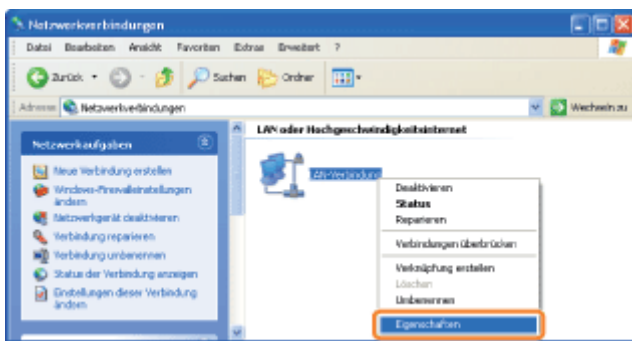 Netzwerkverbindungen
Datei Bearbeiten Ansicht Favoriten Extras Erweitert ?
Zurück Suchen Ordner
Adresse Netzwerkverbindungen Wechseln zu
Netzwerkaufgaben
Neue Verbindung erstellen
Windows-Firewalleinstellungen
ändern
Netzwerkgerät deaktivieren
Verbindung reparieren
Verbindung umbenennen
Status der Verbindung anzeigen
Einstellungen dieser Verbindung
ändern
LAN oder Hochgeschwindigkeitsinternet
LAN-Verbindung
Deaktivieren
Status
Reparieren
Verbindungen überbrücken
Verknüpfung erstellen
Löschen
Umbenennen
Eigenschaften